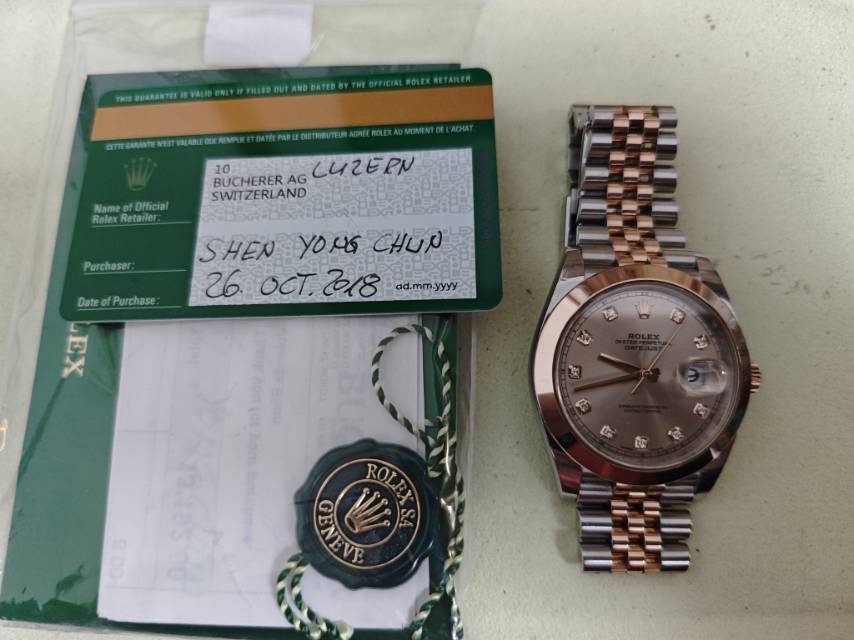 THIS GUARANTEE IS VALID ONLY IF FILLED OUT AND DATED BY THE OFFICIAL ROLEX RETAILER.
CETTE GARANTIE N'EST VALABLE QUE REMPLIE ET DATÉE PAR LE DISTRIBUTEUR AGRÉÉ ROLEX AU MOMENT DE L'ACHAT.
10
BUCHERER AG LUZERN
SWITZERLAND
Name of Official
Rolex Retailer:
Purchaser: SHEN YONG CHUN
Date of Purchase: 26. OCT. 2018 ad.mm.yyyy
ROLEX SA
GENEVE
ROLEX
OYSTER PERPETUAL
DATEJUST